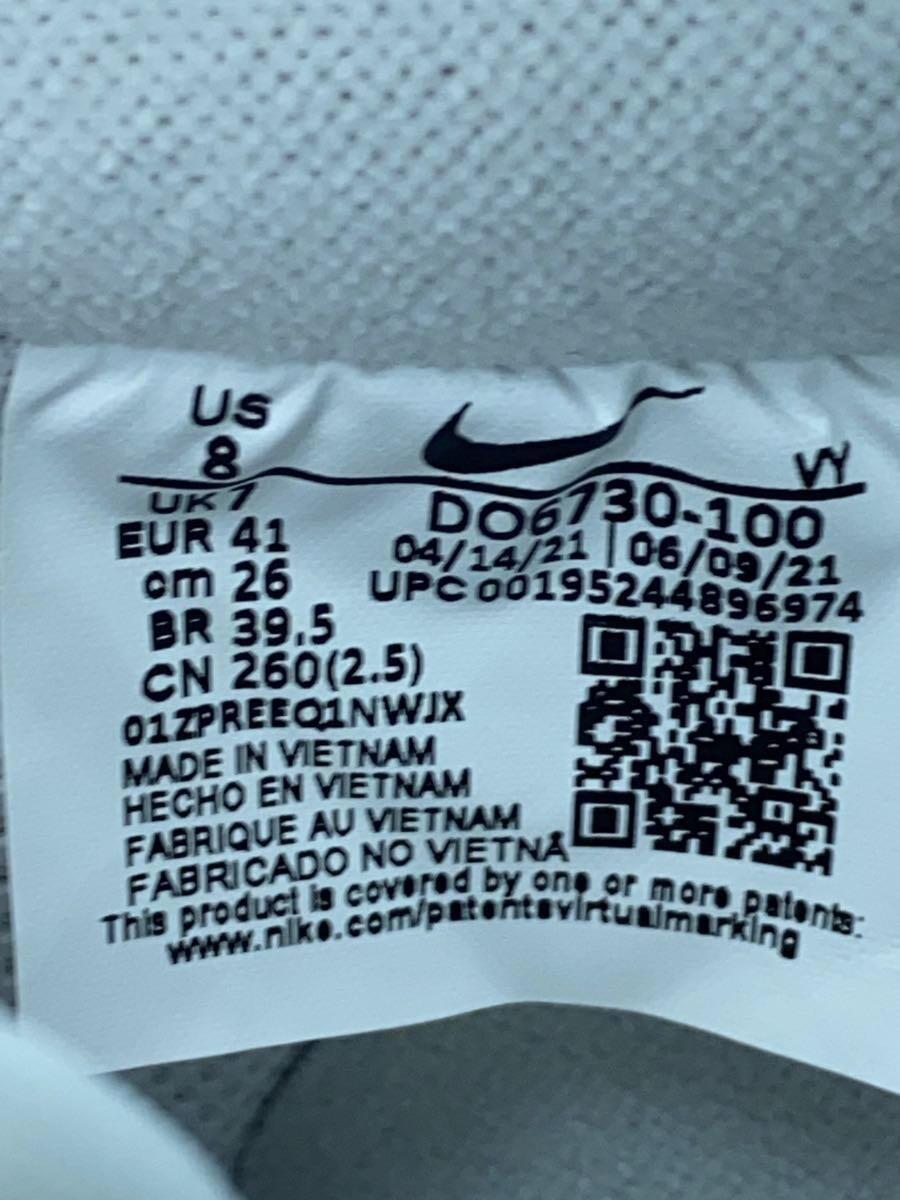 US
8
VY
UK 7
DO6730-100
EUR 41
04/14/21 | 06/09/21
cm 26
UPC 00195244896974
BR 39.5
CN 260(2.5)
01ZPREEQ1NWJX
MADE IN VIETNAM
HECHO EN VIETNAM
FABRIQUE AU VIETNAM
FABRICADO NO VIETNÃ
This product is covered by one or more patents:
www.nike.com/patentsvirtualmarking